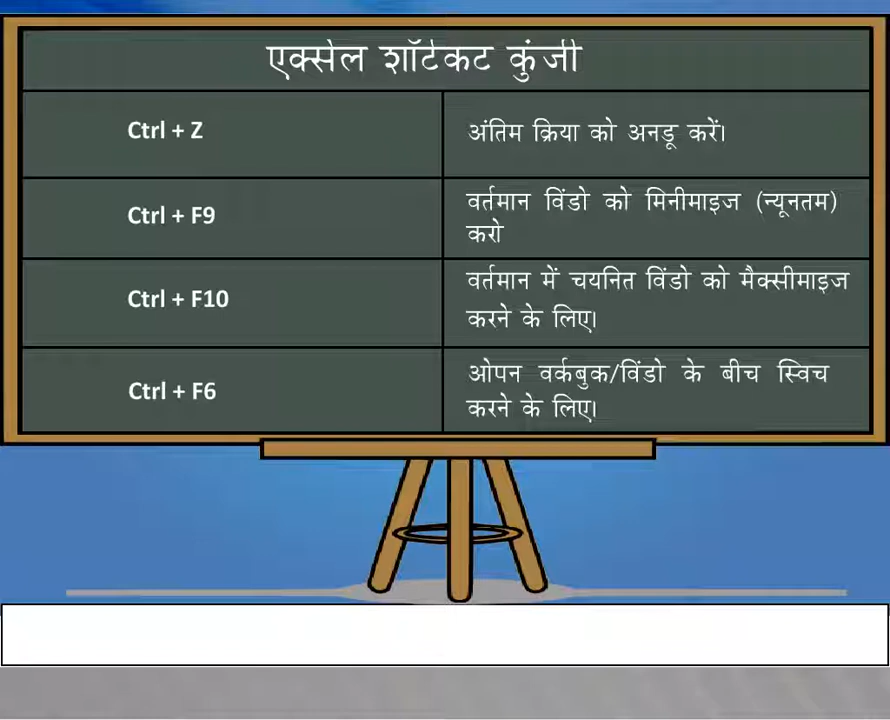 एक्सेल शॉर्टकट कुंजी
Ctrl + Z
अंतिम क्रिया को अनडू करें।
Ctrl + F9
वर्तमान विंडो को मिनीमाइज (न्यूनतम)
करो
Ctrl + F10
वर्तमान में चयनित विंडो को मैक्सीमाइज
करने के लिए।
Ctrl + F6
ओपन वर्कबुक/विंडो के बीच स्विच
करने के लिए।